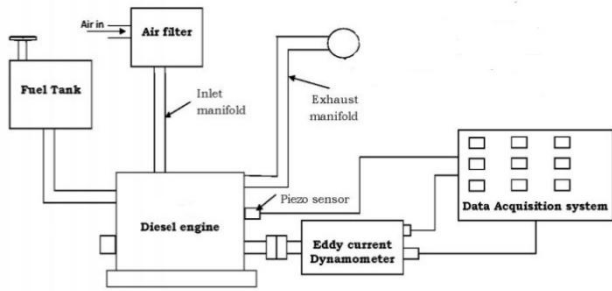 Air in
Air filter
Fuel Tank
Inlet
manifold
Exhaust
manifold
Piezo sensor
Diesel engine
Eddy current
Dynamometer
Data Acquisition system